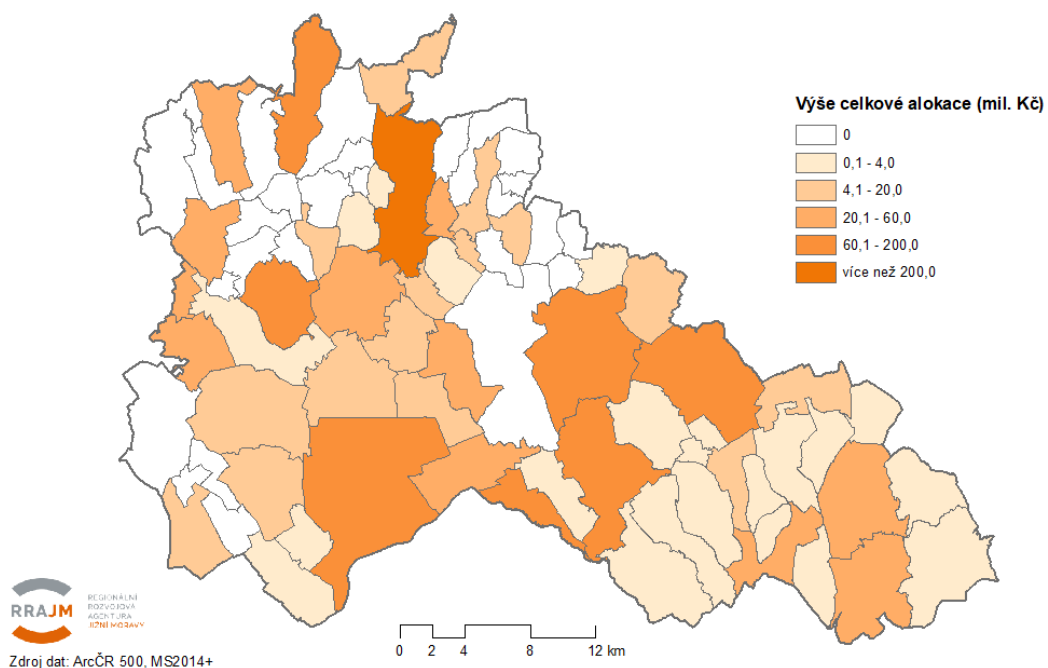 Výše celkové alokace (mil. Kč)
0
0,1 - 4,0
4,1 - 20,0
20,1 - 60,0
60,1 - 200,0
více než 200,0
RRAJM
REGIONÁLNÍ
ROZVOJOVÁ
AGENTURA
JIŽNÍ MORAVY
0 2 4 8 12 km
Zdroj dat: ArcČR 500, MS2014+